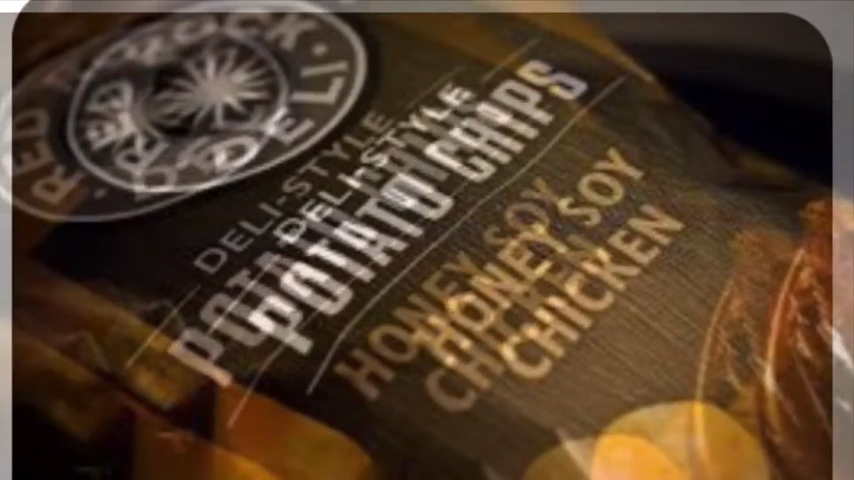 RED ROCK DELI
DELI-STYLE
POTATO CHIPS
HONEY SOY
CHICKEN